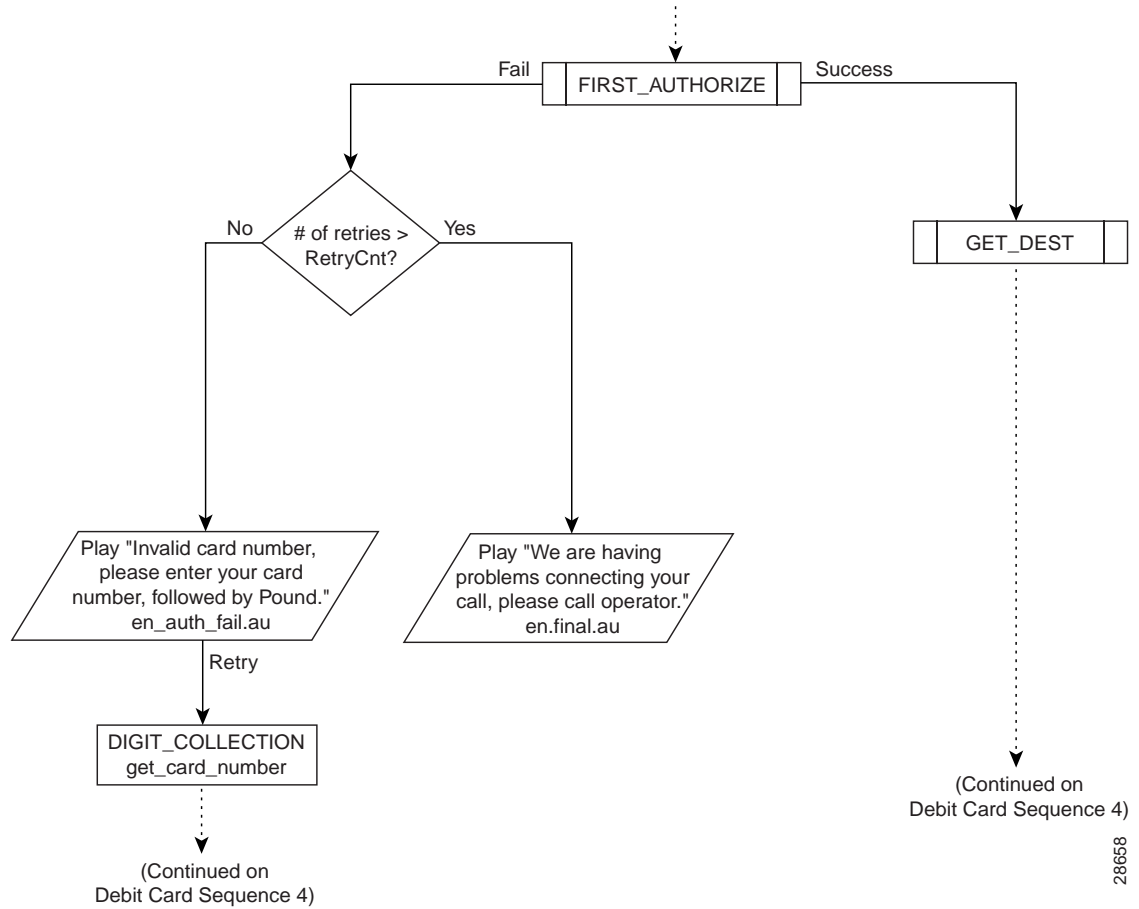 Fail
FIRST_AUTHORIZE
Success
No
# of retries >
RetryCnt?
Yes
GET_DEST
Play "Invalid card number,
please enter your card
number, followed by Pound."
en_auth_fail.au
Play "We are having
problems connecting your
call, please call operator."
en.final.au
Retry
DIGIT_COLLECTION
get_card_number
(Continued on
Debit Card Sequence 4)
(Continued on
Debit Card Sequence 4)
28658